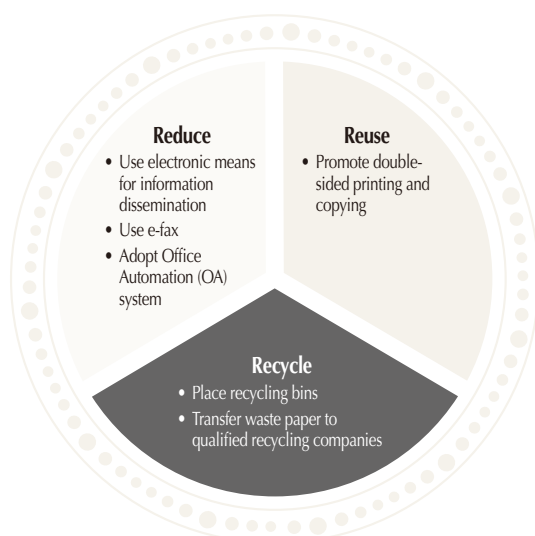 Reduce
• Use electronic means
for information
dissemination
• Use e-fax
• Adopt Office
Automation (OA)
system
Reuse
• Promote double-
sided printing and
copying
Recycle
• Place recycling bins
• Transfer waste paper to
qualified recycling companies